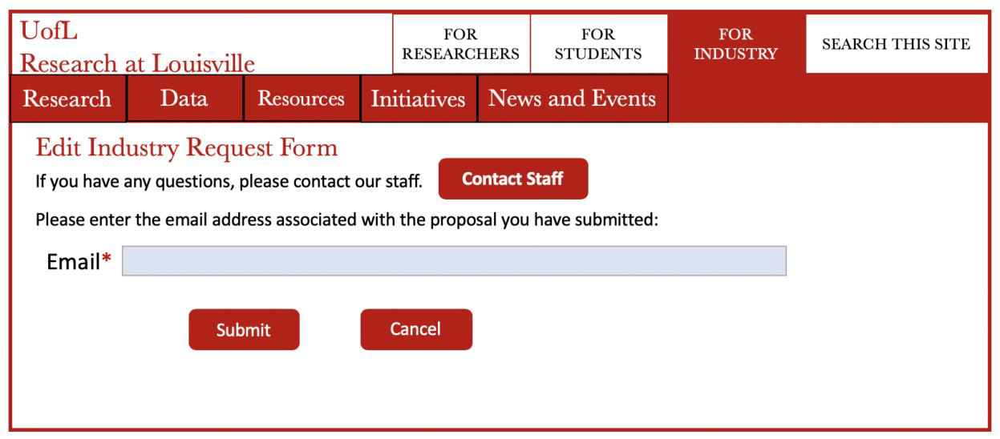 UofL
Research at Louisville
FOR
RESEARCHERS
FOR
STUDENTS
FOR
INDUSTRY
SEARCH THIS SITE
Research
Data
Resources
Initiatives
News and Events
Edit Industry Request Form
If you have any questions, please contact our staff.
Contact Staff
Please enter the email address associated with the proposal you have submitted:
Email*
Submit
Cancel